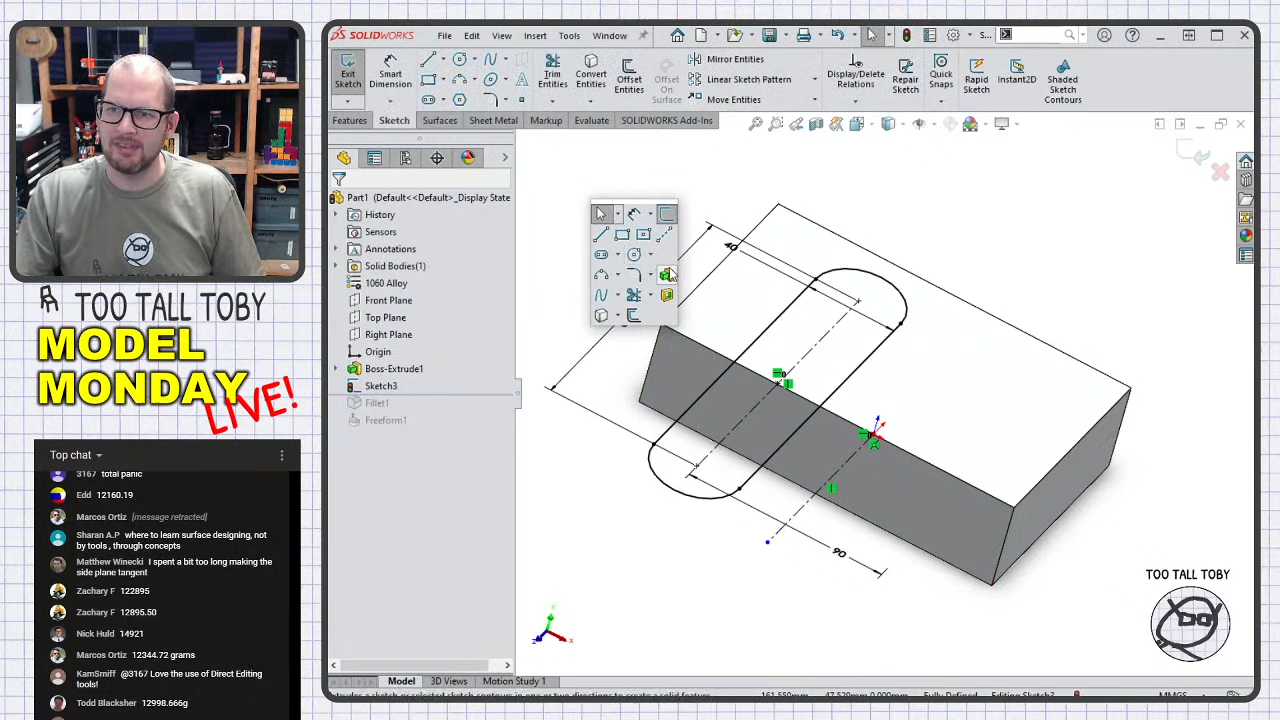 SOLIDWORKS
File Edit View Insert Tools Window
S...
Exit Sketch
Smart Dimension
Trim Entities
Convert Entities
Offset Entities
Offset On Surface
Mirror Entities
Linear Sketch Pattern
Move Entities
Display/Delete Relations
Repair Sketch
Quick Snaps
Rapid Sketch
Instant2D
Shaded Sketch Contours
Features Sketch Surfaces Sheet Metal Markup Evaluate SOLIDWORKS Add-Ins
Part1 (Default<<Default>_Display State
History
Sensors
Annotations
Solid Bodies(1)
1060 Alloy
Front Plane
Top Plane
Right Plane
Origin
Boss-Extrude1
Sketch3
Fillet1
Freeform1
40
90
Model 3D Views Motion Study 1
Fully Defined Editing Sketch3 MMGS
TOO TALL TOBY
MODEL
MONDAY
LIVE!
Top chat
3167 total panic
Edd 12160.19
Marcos Ortiz [message retracted]
Sharan A.P where to learn surface designing, not
by tools , through concepts
Matthew Winecki I spent a bit too long making the
side plane tangent
Zachary F 122895
Zachary F 12895.50
Nick Huld 14921
Marcos Ortiz 12344.72 grams
KamSmiff @3167 Love the use of Direct Editing
tools!
Todd Blacksher 12998.666g
TOO TALL TOBY